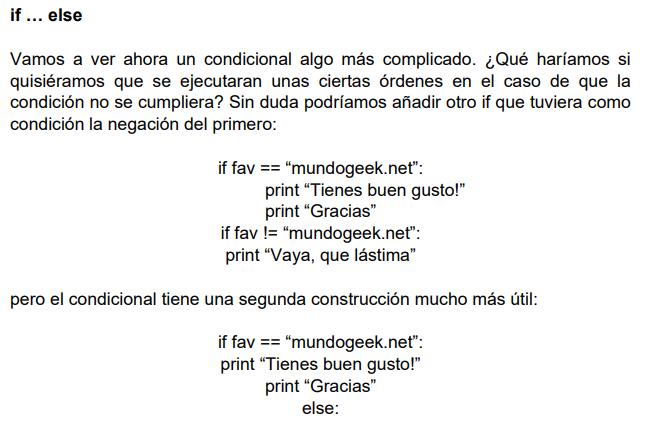 if … else
Vamos a ver ahora un condicional algo más complicado. ¿Qué haríamos si
quisiéramos que se ejecutaran unas ciertas órdenes en el caso de que la
condición no se cumpliera? Sin duda podríamos añadir otro if que tuviera como
condición la negación del primero:
if fav == “mundogeek.net”:
print “Tienes buen gusto!”
print “Gracias”
if fav != “mundogeek.net”:
print “Vaya, que lástima”
pero el condicional tiene una segunda construcción mucho más útil:
if fav == “mundogeek.net”:
print “Tienes buen gusto!”
print “Gracias”
else: